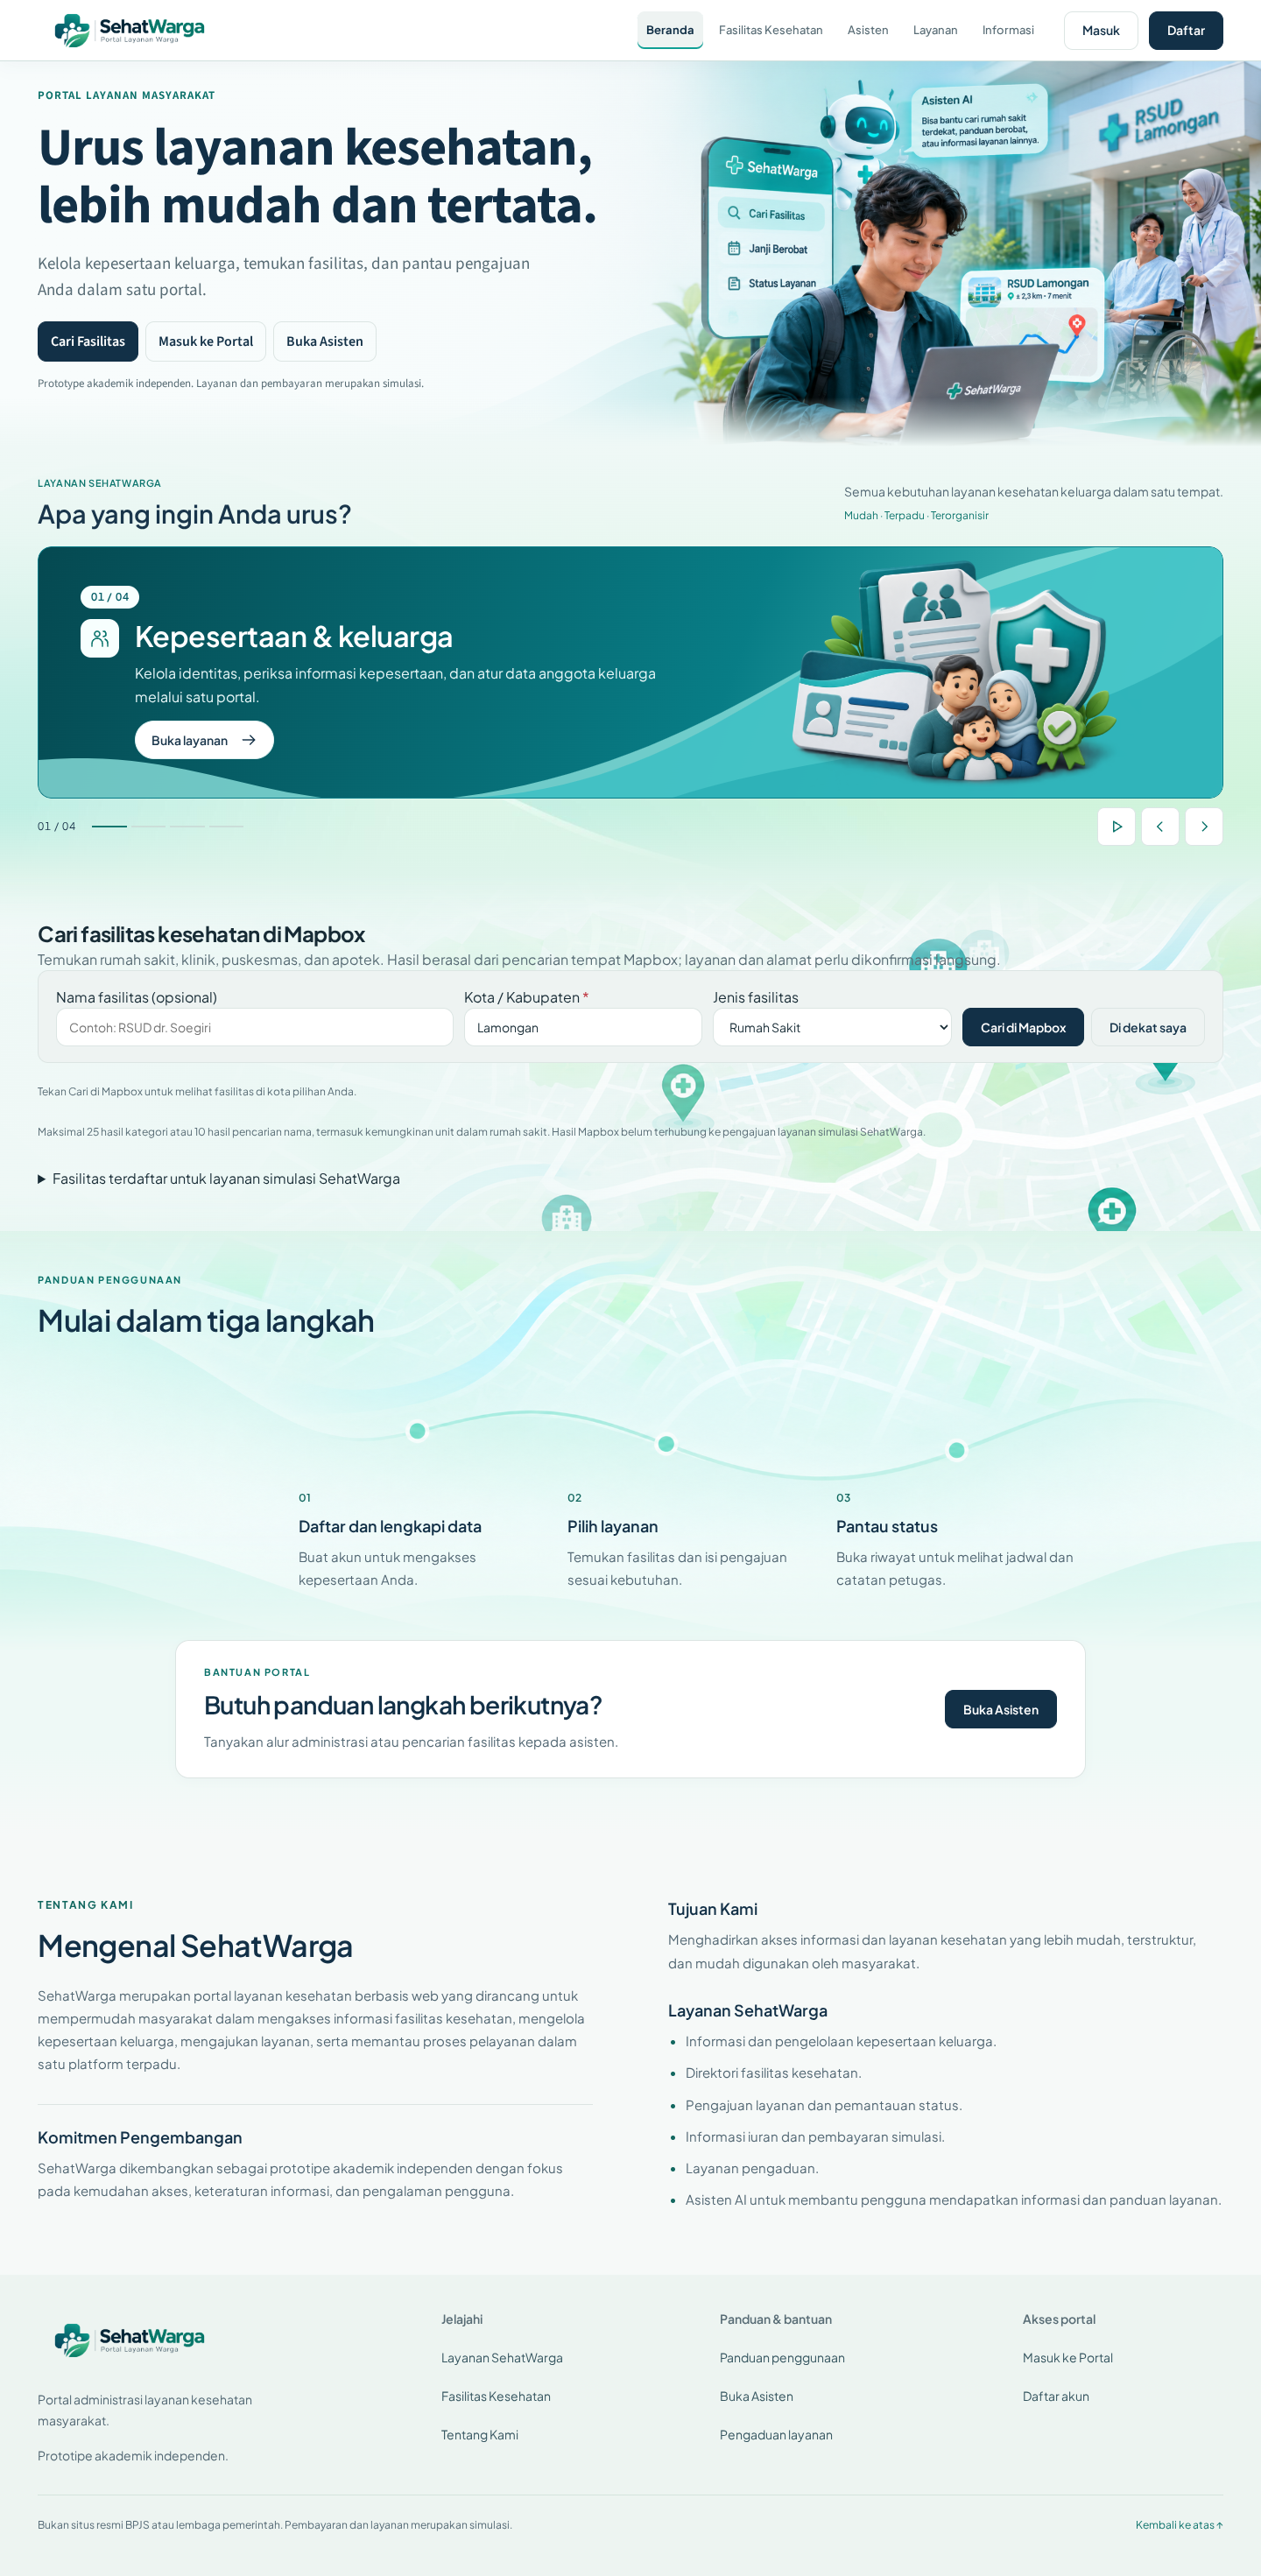 SehatWarga
Portal Layanan Warga
Beranda
Fasilitas Kesehatan
Asisten
Layanan
Informasi
Masuk
Daftar
PORTAL LAYANAN MASYARAKAT
Urus layanan kesehatan,
lebih mudah dan tertata.
Kelola kepesertaan keluarga, temukan fasilitas, dan pantau pengajuan
Anda dalam satu portal.
Cari Fasilitas
Masuk ke Portal
Buka Asisten
Prototype akademik independen. Layanan dan pembayaran merupakan simulasi.
SehatWarga
Cari Fasilitas
Janji Berobat
Status Layanan
Asisten AI
Bisa bantu cari rumah sakit
terdekat, panduan berobat,
atau informasi layanan lainnya.
RSUD
Lamongan
RSUD Lamongan
± 2,3 km - 7 menit
SehatWarga
LAYANAN SEHATWARGA
Apa yang ingin Anda urus?
Semua kebutuhan layanan kesehatan keluarga dalam satu tempat.
Mudah · Terpadu · Terorganisir
01 / 04
Kepesertaan & keluarga
Kelola identitas, periksa informasi kepesertaan, dan atur data anggota keluarga
melalui satu portal.
Buka layanan →
01 / 04
Cari fasilitas kesehatan di Mapbox
Temukan rumah sakit, klinik, puskesmas, dan apotek. Hasil berasal dari pencarian tempat Mapbox; layanan dan alamat perlu dikonfirmasi langsung.
Nama fasilitas (opsional)
Kota / Kabupaten *
Jenis fasilitas
Contoh: RSUD dr. Soegiri
Lamongan
Rumah Sakit
Cari di Mapbox
Di dekat saya
Tekan Cari di Mapbox untuk melihat fasilitas di kota pilihan Anda.
Maksimal 25 hasil kategori atau 10 hasil pencarian nama, termasuk kemungkinan unit dalam rumah sakit. Hasil Mapbox belum terhubung ke pengajuan layanan simulasi SehatWarga.
Fasilitas terdaftar untuk layanan simulasi SehatWarga
PANDUAN PENGGUNAAN
Mulai dalam tiga langkah
01
Daftar dan lengkapi data
Buat akun untuk mengakses
kepesertaan Anda.
02
Pilih layanan
Temukan fasilitas dan isi pengajuan
sesuai kebutuhan.
03
Pantau status
Buka riwayat untuk melihat jadwal dan
catatan petugas.
BANTUAN PORTAL
Butuh panduan langkah berikutnya?
Tanyakan alur administrasi atau pencarian fasilitas kepada asisten.
Buka Asisten
TENTANG KAMI
Mengenal SehatWarga
SehatWarga merupakan portal layanan kesehatan berbasis web yang dirancang untuk
mempermudah masyarakat dalam mengakses informasi fasilitas kesehatan, mengelola
kepesertaan keluarga, mengajukan layanan, serta memantau proses pelayanan dalam
satu platform terpadu.
Komitmen Pengembangan
SehatWarga dikembangkan sebagai prototipe akademik independen dengan fokus
pada kemudahan akses, keteraturan informasi, dan pengalaman pengguna.
Tujuan Kami
Menghadirkan akses informasi dan layanan kesehatan yang lebih mudah, terstruktur,
dan mudah digunakan oleh masyarakat.
Layanan SehatWarga
• Informasi dan pengelolaan kepesertaan keluarga.
• Direktori fasilitas kesehatan.
• Pengajuan layanan dan pemantauan status.
• Informasi iuran dan pembayaran simulasi.
• Layanan pengaduan.
• Asisten AI untuk membantu pengguna mendapatkan informasi dan panduan layanan.
SehatWarga
Portal Layanan Warga
Portal administrasi layanan kesehatan
masyarakat.
Prototipe akademik independen.
Jelajahi
Layanan SehatWarga
Fasilitas Kesehatan
Tentang Kami
Panduan & bantuan
Panduan penggunaan
Buka Asisten
Pengaduan layanan
Akses portal
Masuk ke Portal
Daftar akun
Bukan situs resmi BPJS atau lembaga pemerintah. Pembayaran dan layanan merupakan simulasi.
Kembali ke atas ↑